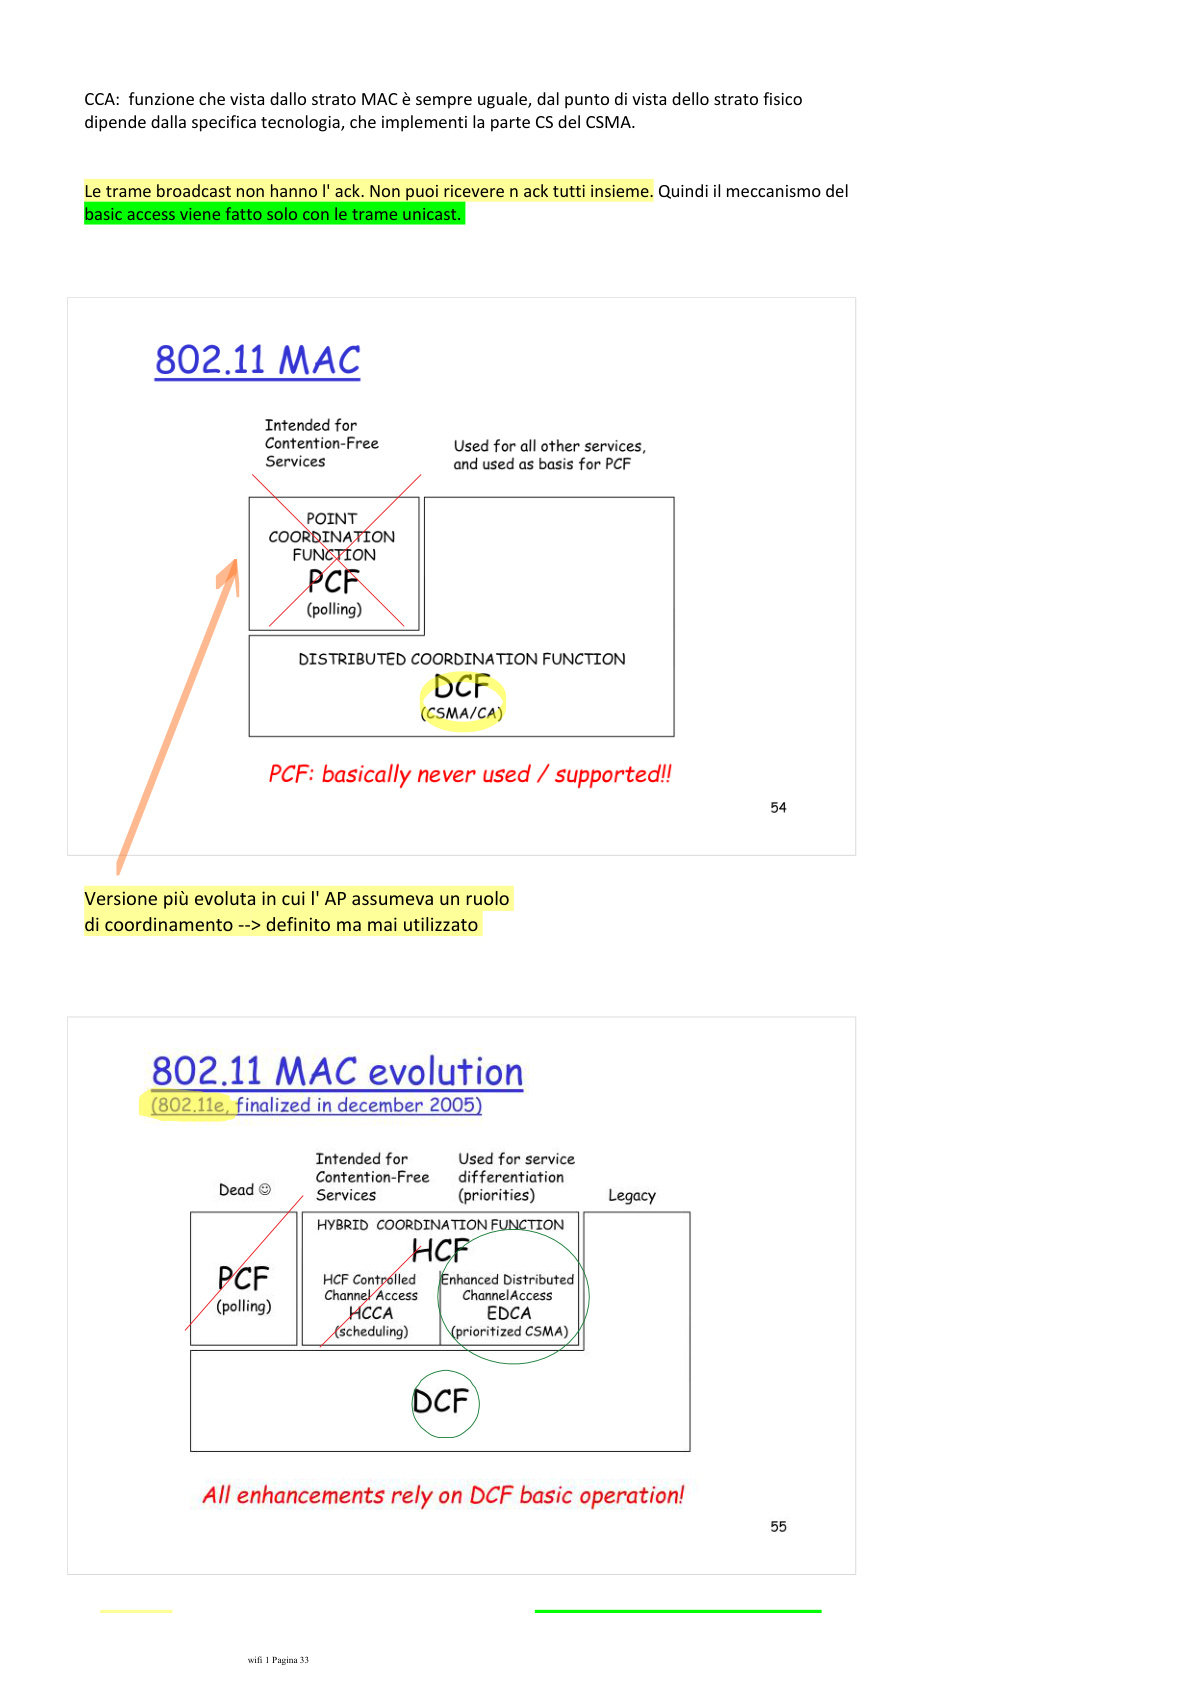 CCA:  funzione che vista dallo strato MAC è sempre uguale, dal punto di vista dello strato fisico
dipende dalla specifica tecnologia, che implementi la parte CS del CSMA.
Le trame broadcast non hanno l' ack. Non puoi ricevere n ack tutti insieme. Quindi il meccanismo del
basic access viene fatto solo con le trame unicast.
802.11 MAC
Intended for
Contention-Free
Services
Used for all other services,
and used as basis for PCF
POINT
COORDINATION
FUNCTION
PCF
(polling)
DISTRIBUTED COORDINATION FUNCTION
DCF
(CSMA/CA)
PCF: basically never used / supported!!
54
Versione più evoluta in cui l' AP assumeva un ruolo
di coordinamento --> definito ma mai utilizzato
802.11 MAC evolution
(802.11e, finalized in december 2005)
Dead ☺
Intended for
Contention-Free
Services
Used for service
differentiation
(priorities)
Legacy
PCF
(polling)
HYBRID  COORDINATION FUNCTION
HCF
HCF Controlled
Channel Access
HCCA
(scheduling)
Enhanced Distributed
ChannelAccess
EDCA
(prioritized CSMA)
DCF
All enhancements rely on DCF basic operation!
55
wifi 1 Pagina 33